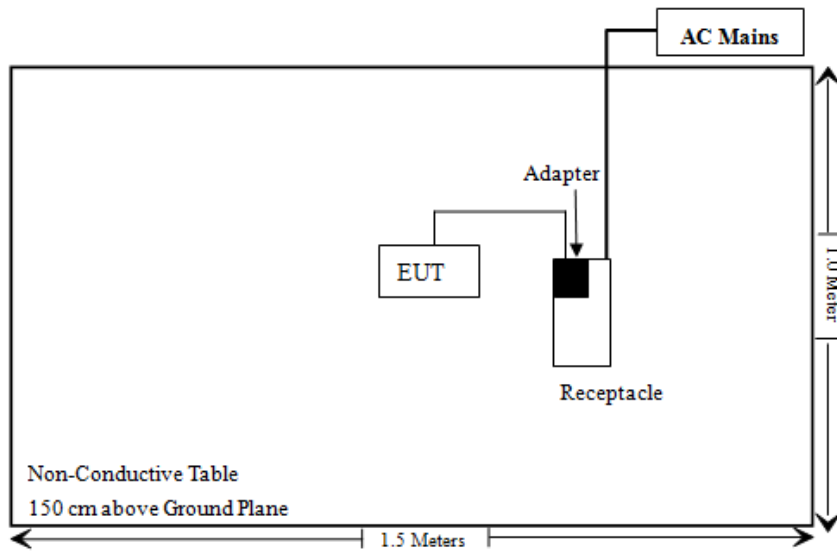 AC Mains
Adapter
EUT
1.0 Meter
Receptacle
Non-Conductive Table
150 cm above Ground Plane
1.5 Meters